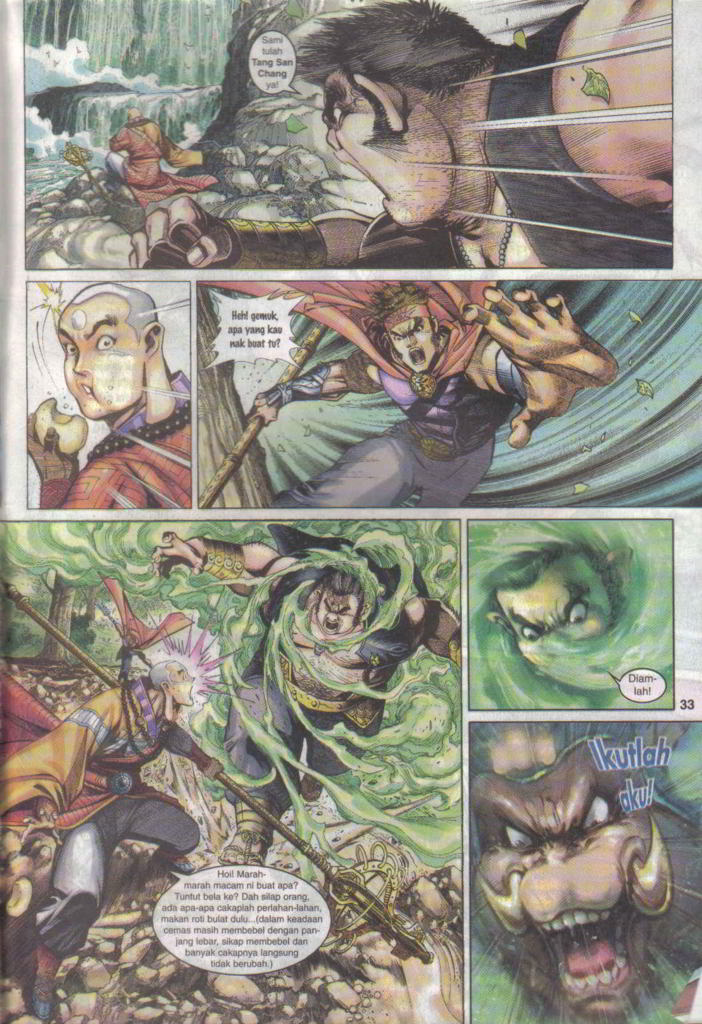 Sami
tulah
Tang San
Chang
ya!
Heh! gemuk,
apa yang kau
nak buat tu?
Diam-
lah!
33
Ikutlah
aku!
Hoi! Marah-
marah macam ni buat apa?
Tuntut bela ke? Dah silap orang,
ada apa-apa cakaplah perlahan-lahan,
makan roti bulat dulu...(dalam keadaan
cemas masih membebel dengan pan-
jang lebar, sikap membebel dan
banyak cakapnya langsung
tidak berubah.)